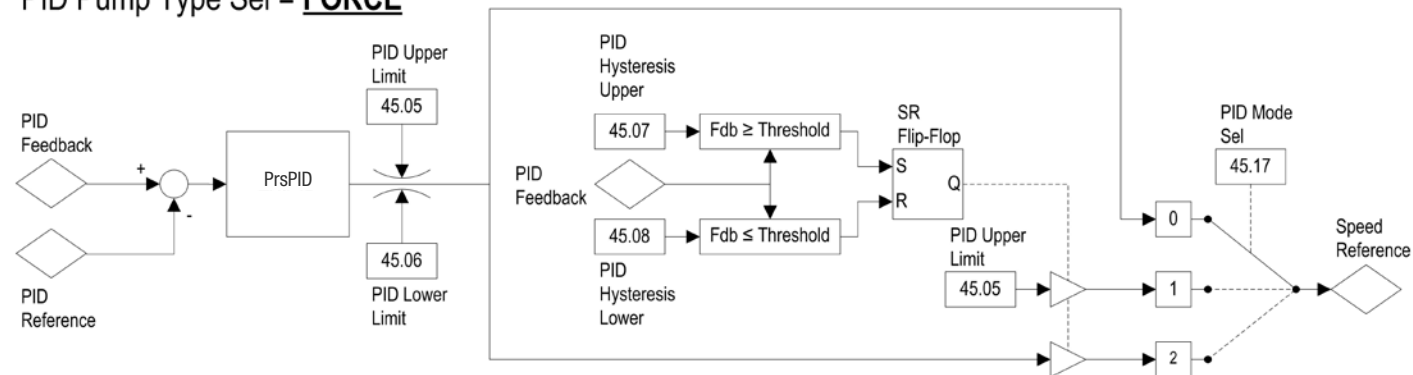 PID Pump Type Sel = FORCE
PID Upper
Limit
45.05
PID
Feedback
+
-
PrsPID
45.06
PID Lower
Limit
PID
Reference
PID
Hysteresis
Upper
45.07
Fdb ≥ Threshold
PID
Feedback
45.08
Fdb ≤ Threshold
PID
Hysteresis
Lower
SR
Flip-Flop
S
Q
R
PID Upper
Limit
45.05
PID Mode
Sel
45.17
0
1
2
Speed
Reference